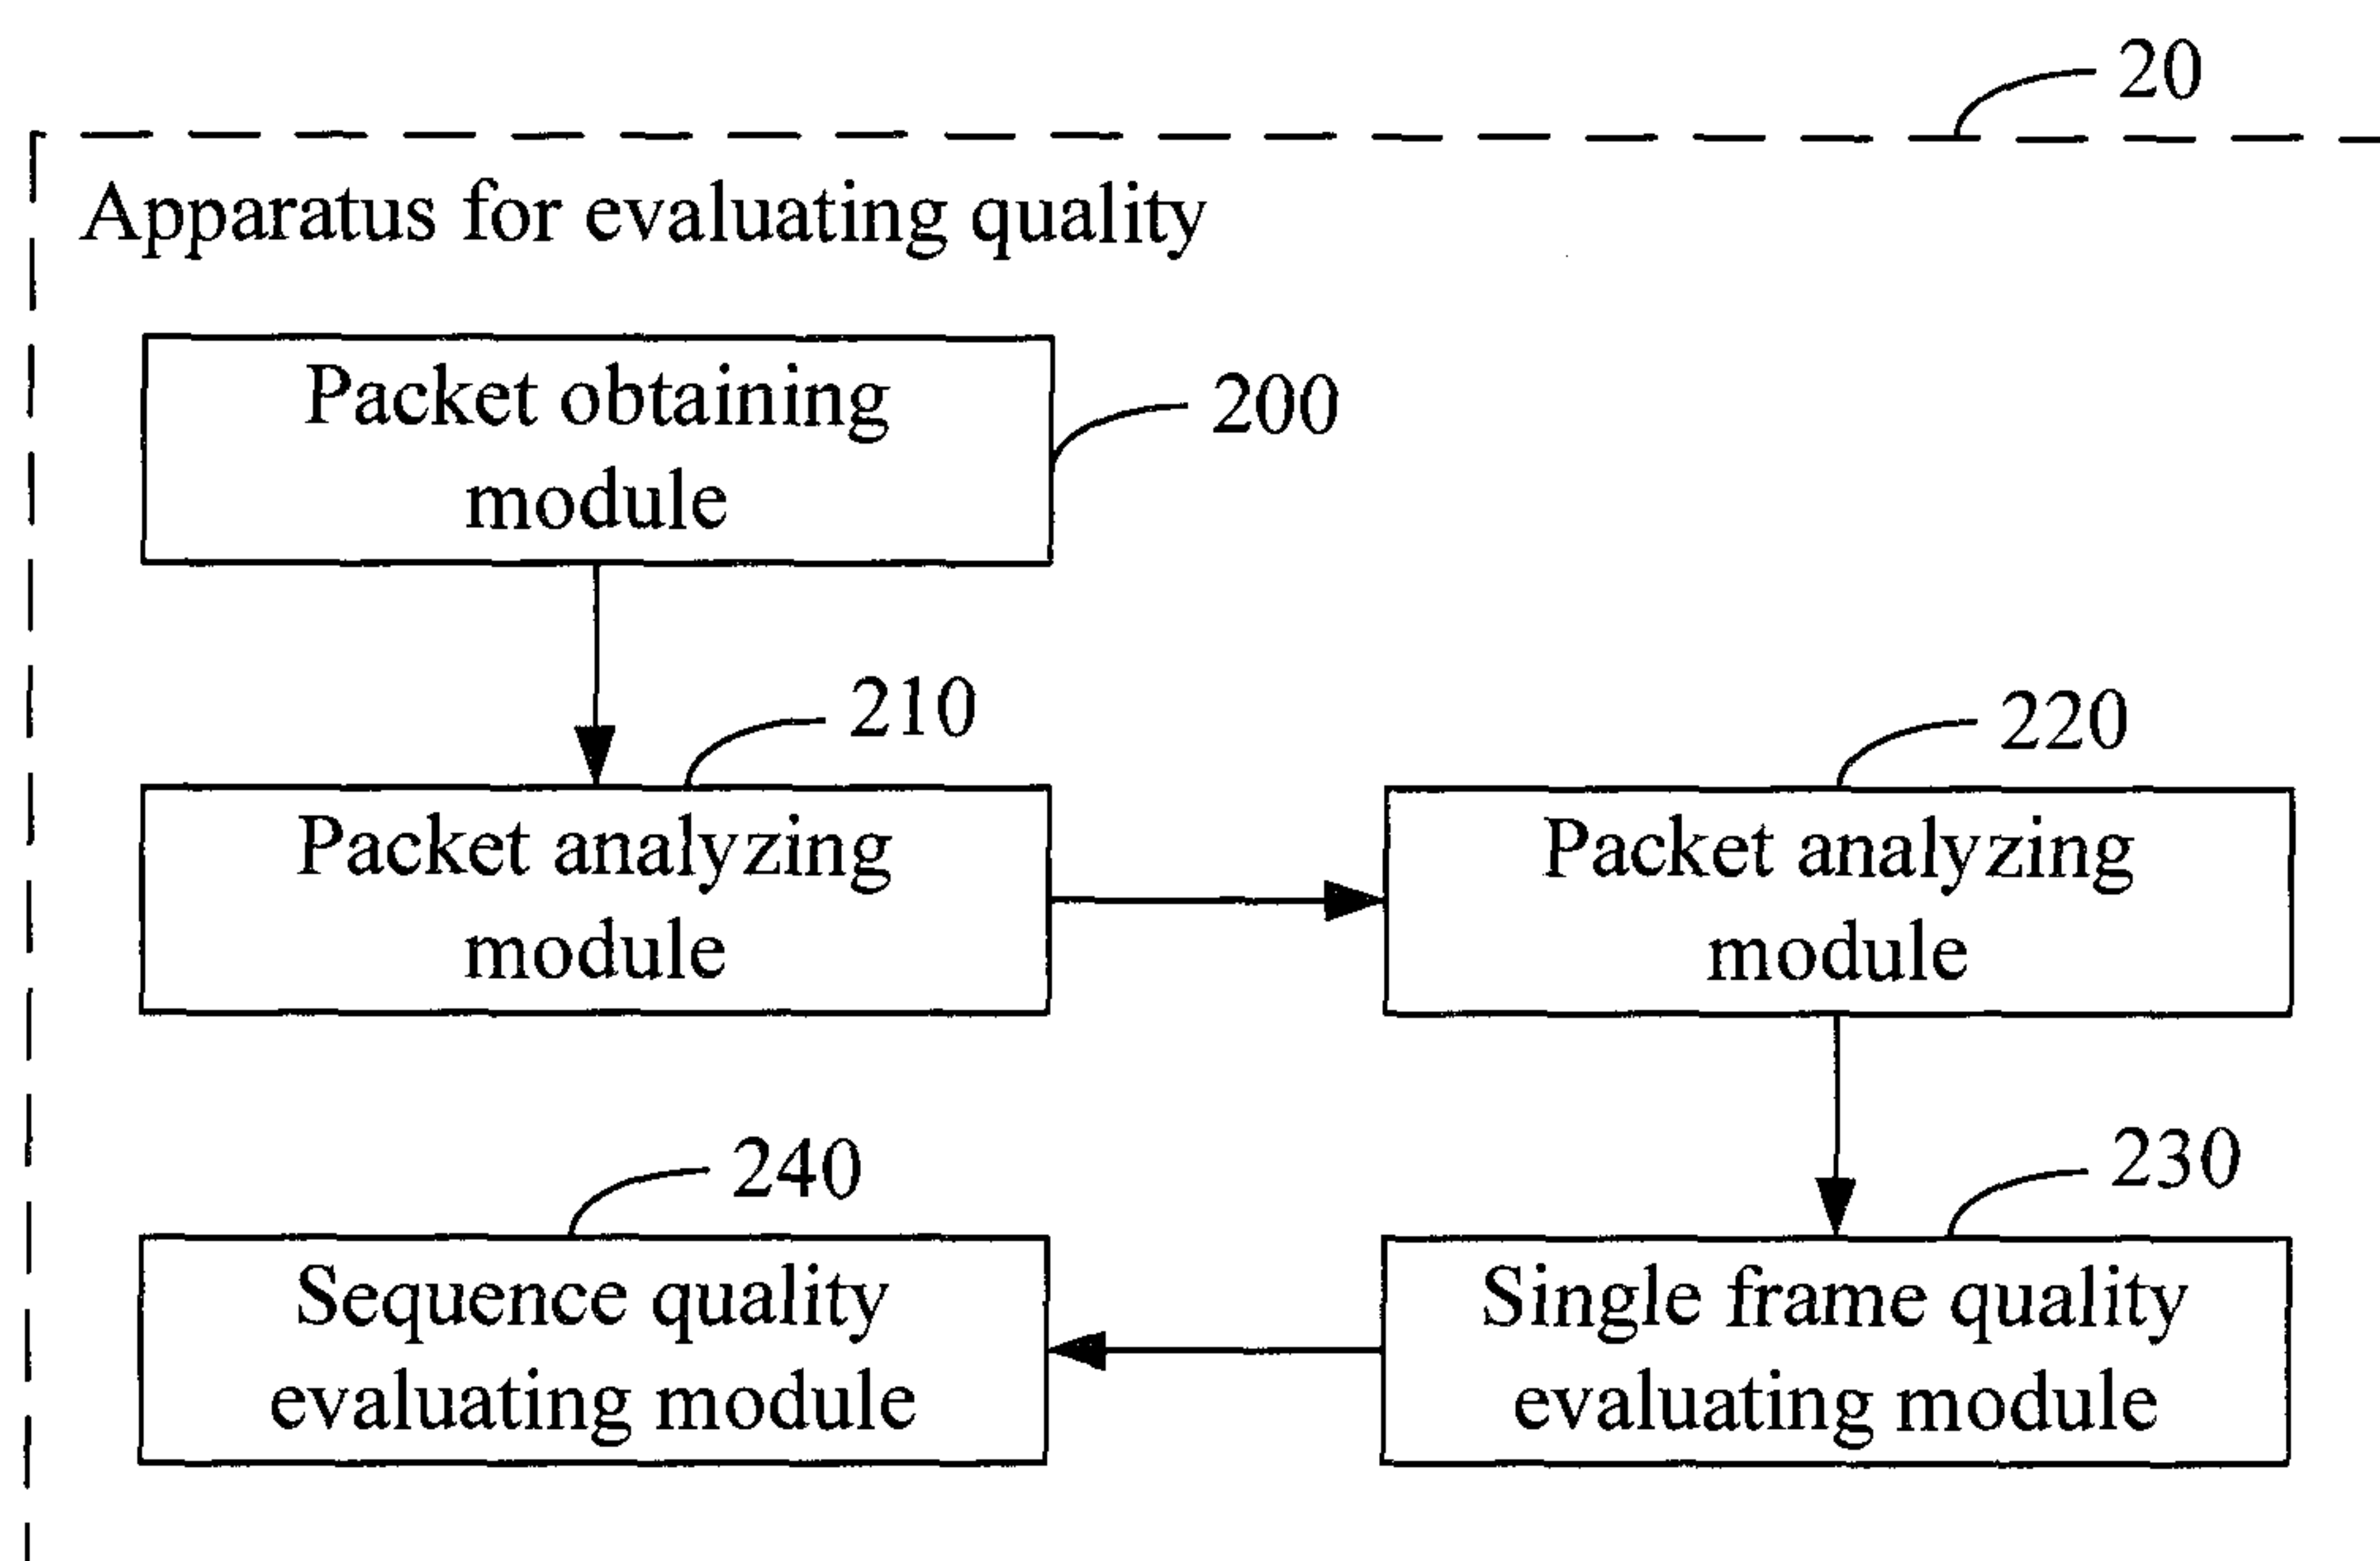 20
Apparatus for evaluating quality
Packet obtaining
module
200
210
Packet analyzing
module
220
Packet analyzing
module
240
Sequence quality
evaluating module
230
Single frame quality
evaluating module